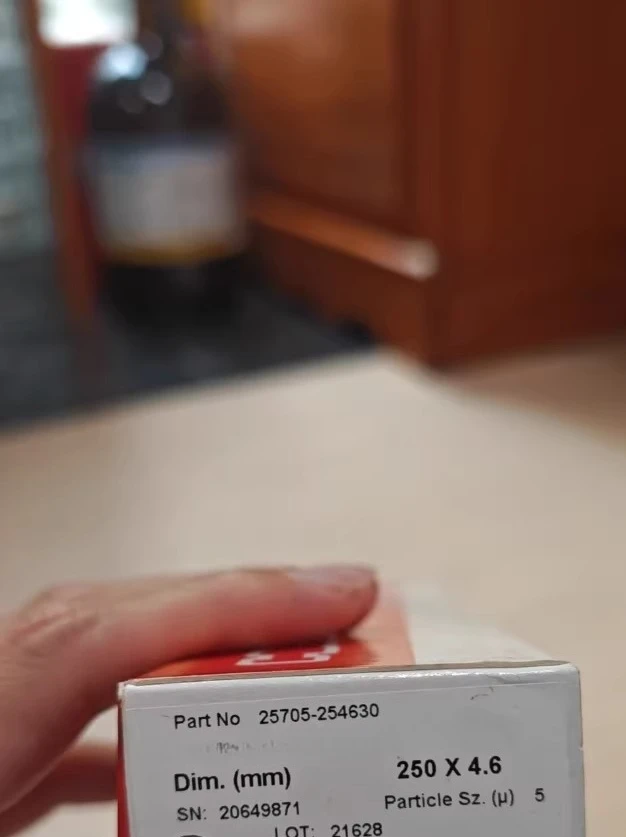 Part No 25705-254630
Dim. (mm) 250 X 4.6
SN: 20649871 Particle Sz. (µ) 5
LOT: 21628